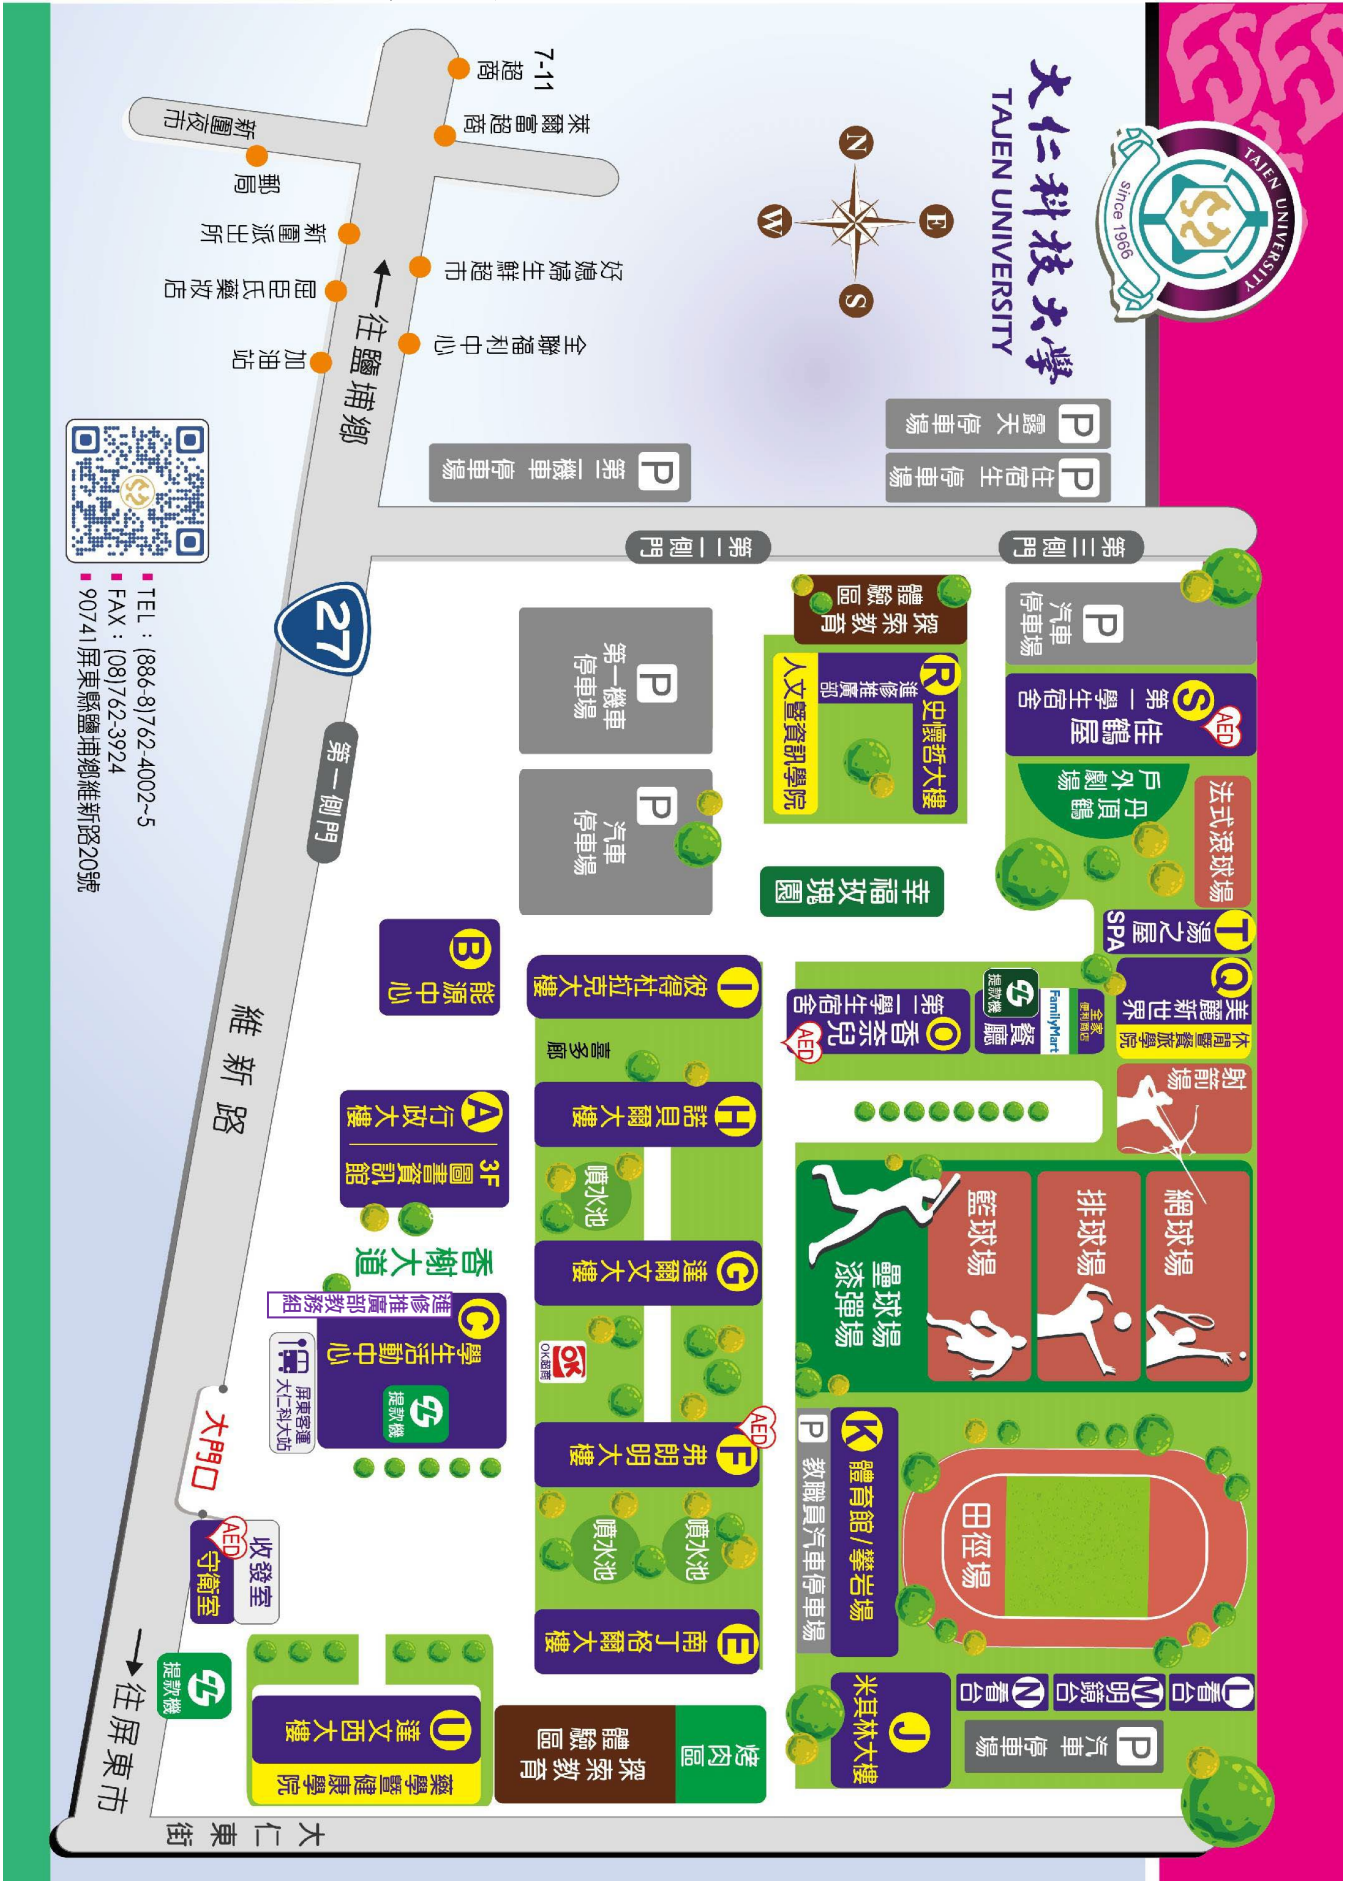 大仁科技大學
TAJEN UNIVERSITY
TAJEN UNIVERSITY
since 1966
N
E
S
W
7-11
超商
萊爾富超商
新圍夜市
郵局
新圍派出所
屈臣氏藥妝店
加油站
好媳婦生鮮超市
全聯福利中心
往鹽埔鄉
TEL：(886-8)762-4002~5
FAX：(08)762-3924
90741屏東縣鹽埔鄉維新路20號
27
P 露天 停車場
P 住宿生 停車場
P 第二機車 停車場
第三側門
第二側門
第一側門
P
汽車
停車場
探索教育
體驗區
P
第一機車
停車場
S 第一學生宿舍
佳鶴屋
AED
R 史懷哲大樓
進修推廣部
人文暨資訊學院
丹頂鶴
戶外劇場
法式滾球場
P
汽車
停車場
幸福玫瑰園
T 湯之屋
SPA
B
能源中心
I 彼得杜拉克大樓
Q
美麗新世界
休閒暨餐旅學院
全家
便利商店
FamilyMart
提款機
餐廳
O 香奈兒
第二學生宿舍
AED
喜多廊
射箭場
維新路
A 行政大樓
3F 圖書資訊館
H 諾貝爾大樓
噴水池
網球場
排球場
籃球場
壘球場
漆彈場
香榭大道
G 達爾文大樓
C
進修推廣部教務組
學生活動中心
提款機
屏東客運
大仁科大站
OK
OK超商
大門口
F 弗朗明大樓
AED
K 體育館/攀岩場
P 教職員汽車停車場
田徑場
收發室
AED
守衛室
噴水池
噴水池
E 南丁格爾大樓
提款機
往屏東市
L 看台
M 明鏡台
N 看台
J
米其林大樓
P 汽車 停車場
U 達文西大樓
藥學暨健康學院
探索教育
體驗區
烤肉區
大仁東街